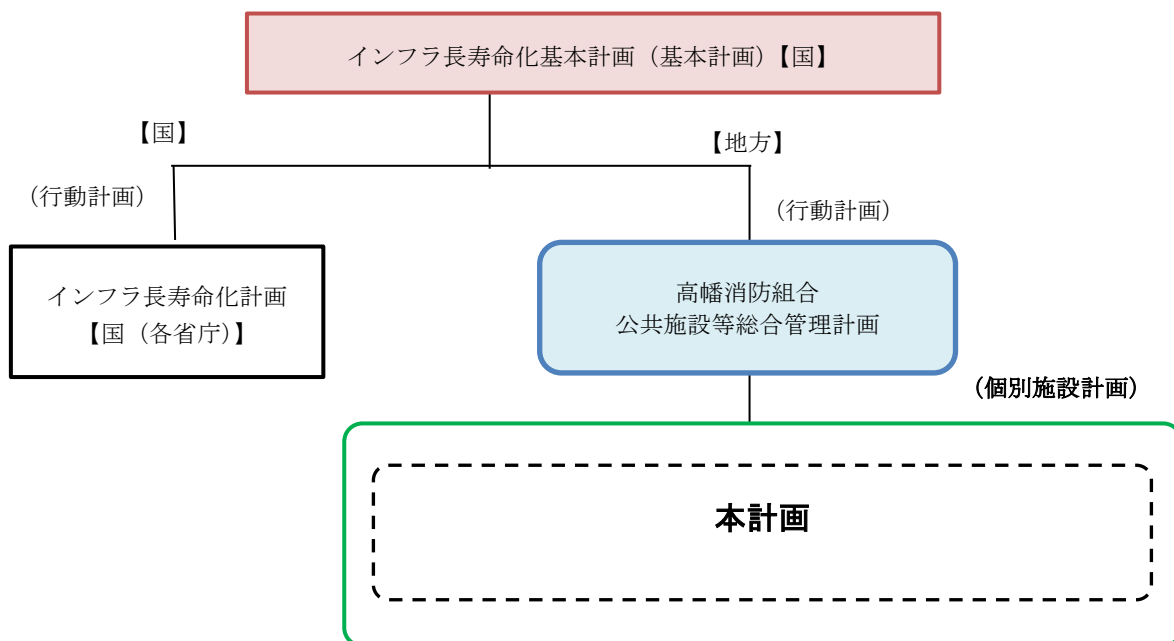 インフラ長寿命化基本計画（基本計画）【国】
【国】
【地方】
（行動計画）
（行動計画）
インフラ長寿命化計画
【国（各省庁）】
高幡消防組合
公共施設等総合管理計画
（個別施設計画）
本計画